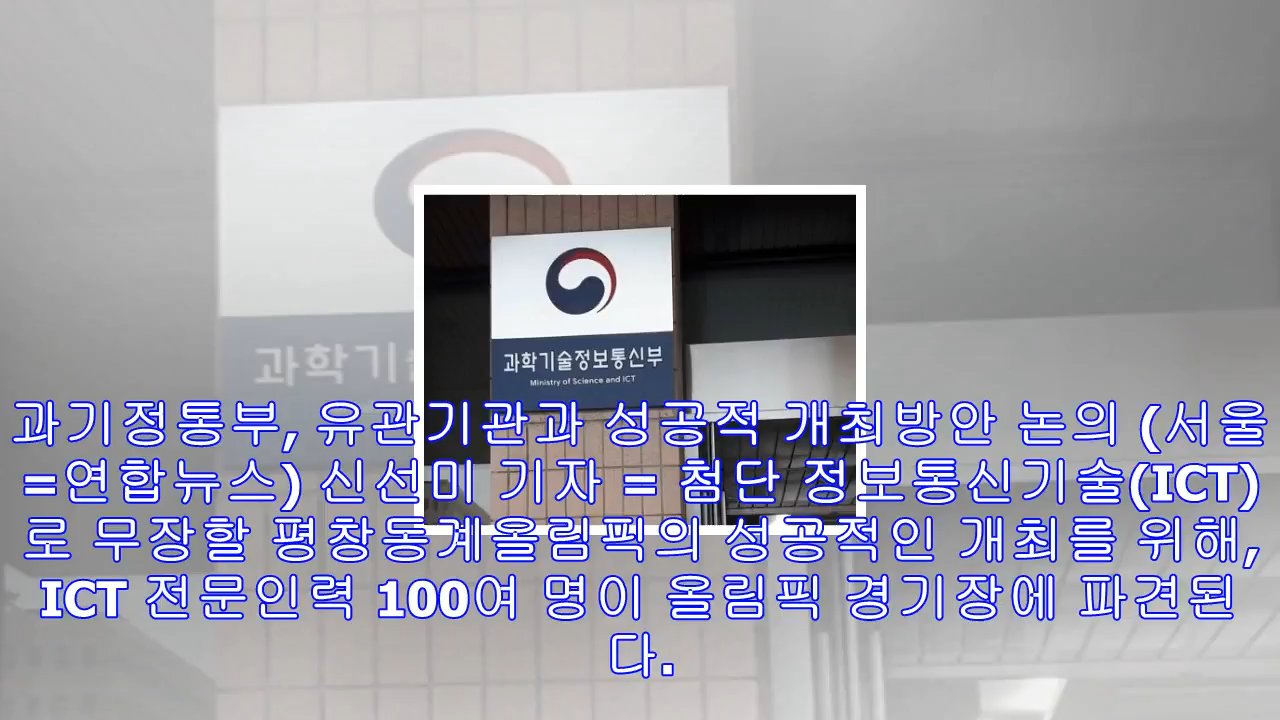 과학기술
과학기술정보통신부
Ministry of Science and ICT
과기정통부, 유관기관과 성공적 개최방안 논의 (서울
=연합뉴스) 신선미 기자 = 첨단 정보통신기술(ICT)
로 무장할 평창동계올림픽의 성공적인 개최를 위해,
ICT 전문인력 100여 명이 올림픽 경기장에 파견된
다.